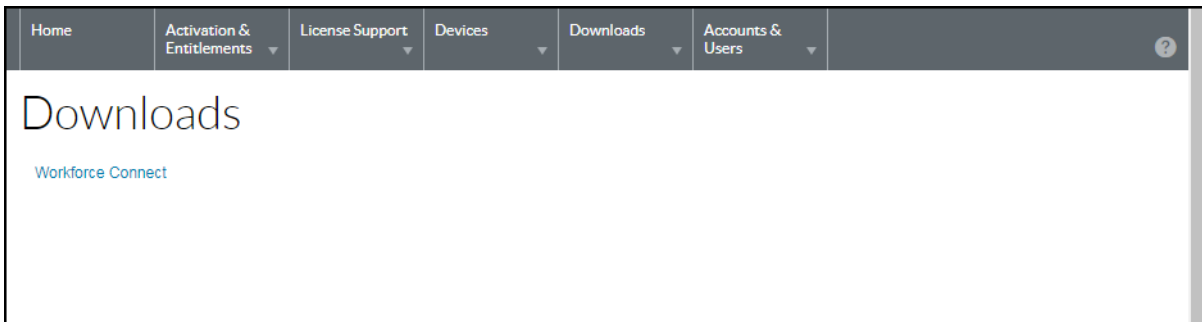 Home
Activation &
Entitlements
License Support
Devices
Downloads
Accounts &
Users
?
Downloads
Workforce Connect